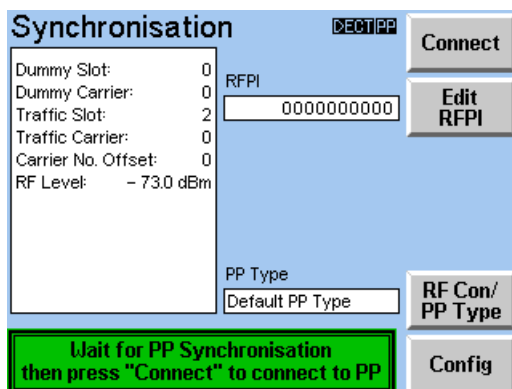 Synchronisation
DECT PP
Dummy Slot: 0
Dummy Carrier: 0
Traffic Slot: 2
Traffic Carrier: 0
Carrier No. Offset: 0
RF Level: – 73.0 dBm
RFPI
0000000000
PP Type
Default PP Type
Wait for PP Synchronisation
then press "Connect" to connect to PP
Connect
Edit
RFPI
RF Con/
PP Type
Config